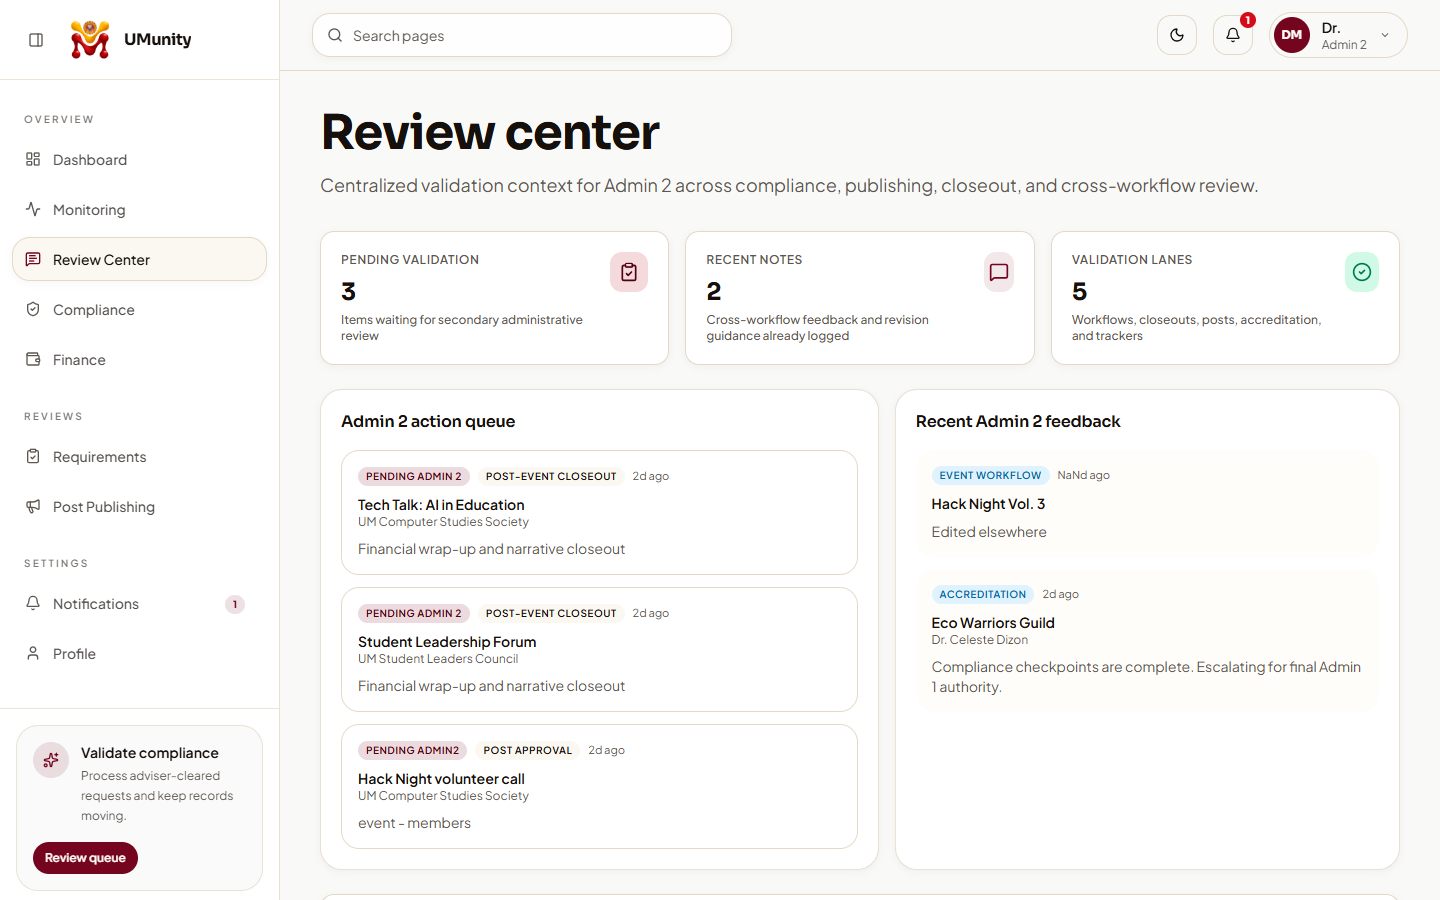 UMunity
Search pages
1
DM
Dr.
Admin 2
OVERVIEW
Dashboard
Monitoring
Review Center
Compliance
Finance
REVIEWS
Requirements
Post Publishing
SETTINGS
Notifications
1
Profile
Validate compliance
Process adviser-cleared
requests and keep records
moving.
Review queue
Review center
Centralized validation context for Admin 2 across compliance, publishing, closeout, and cross-workflow review.
PENDING VALIDATION
3
Items waiting for secondary administrative
review
RECENT NOTES
2
Cross-workflow feedback and revision
guidance already logged
VALIDATION LANES
5
Workflows, closeouts, posts, accreditation,
and trackers
Admin 2 action queue
PENDING ADMIN 2 POST-EVENT CLOSEOUT 2d ago
Tech Talk: AI in Education
UM Computer Studies Society
Financial wrap-up and narrative closeout
PENDING ADMIN 2 POST-EVENT CLOSEOUT 2d ago
Student Leadership Forum
UM Student Leaders Council
Financial wrap-up and narrative closeout
PENDING ADMIN2 POST APPROVAL 2d ago
Hack Night volunteer call
UM Computer Studies Society
event - members
Recent Admin 2 feedback
EVENT WORKFLOW NaNd ago
Hack Night Vol. 3
Edited elsewhere
ACCREDITATION 2d ago
Eco Warriors Guild
Dr. Celeste Dizon
Compliance checkpoints are complete. Escalating for final Admin
1 authority.